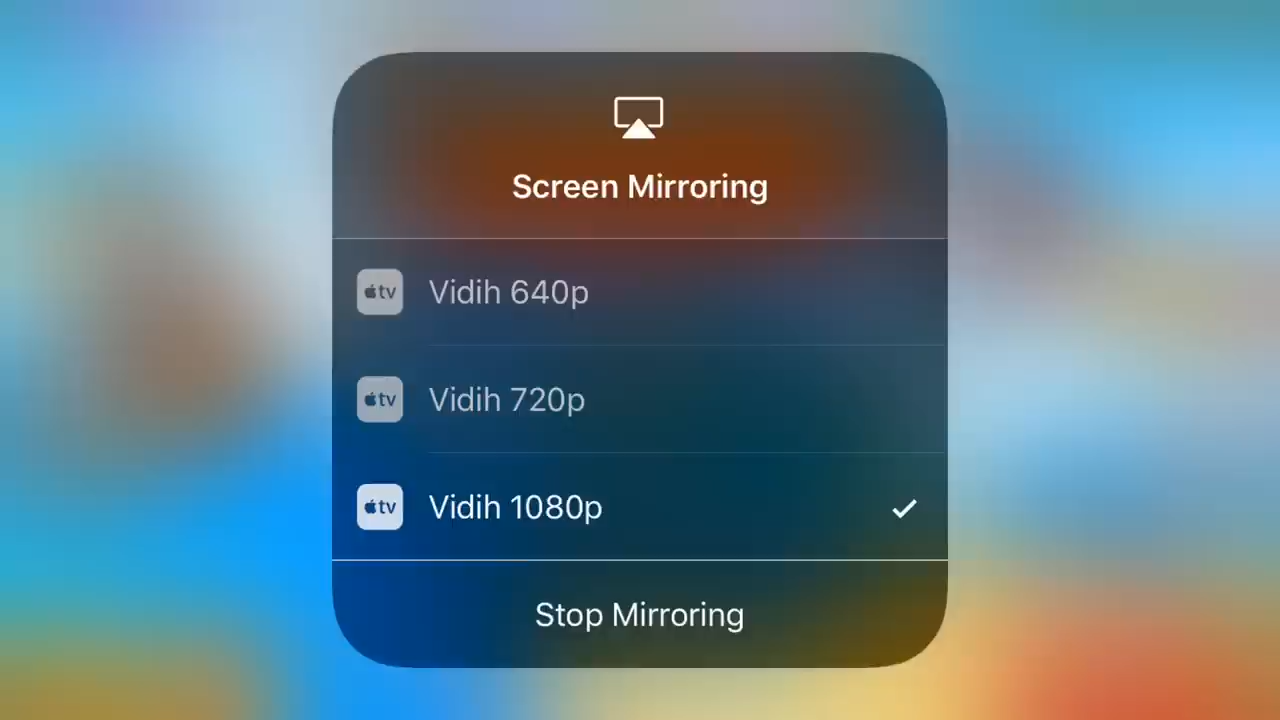 Screen Mirroring
tv Vidih 640p
tv Vidih 720p
tv Vidih 1080p
Stop Mirroring